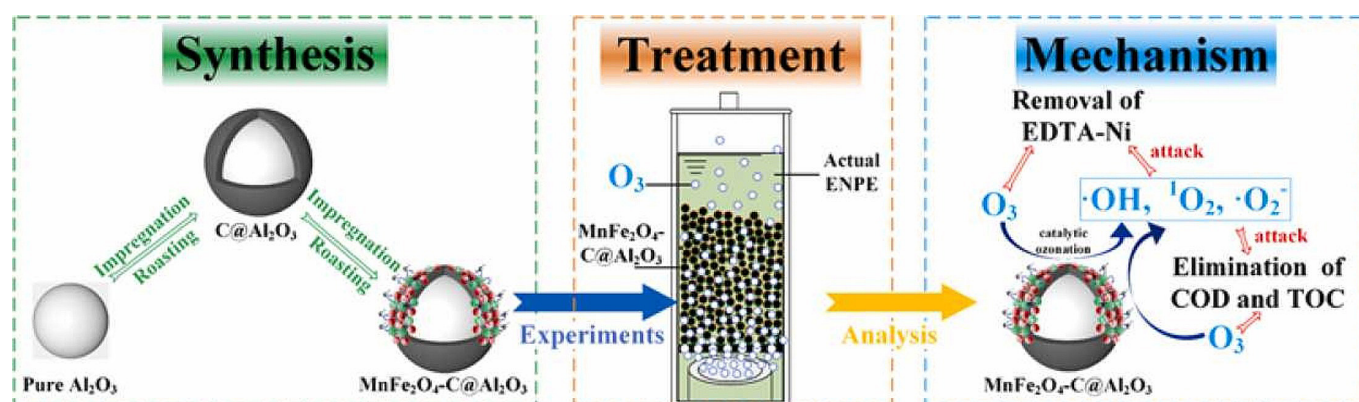 Synthesis
C@Al₂O₃
Impregnation
Roasting
Impregnation
Roasting
Pure Al₂O₃
MnFe₂O₄-C@Al₂O₃
Experiments
Treatment
O₃
Actual
ENPE
MnFe₂O₄-
C@Al₂O₃
Analysis
Mechanism
Removal of
EDTA-Ni
attack
O₃
·OH, ¹O₂, ·O₂⁻
catalytic
ozonation
attack
Elimination of
COD and TOC
O₃
MnFe₂O₄-C@Al₂O₃